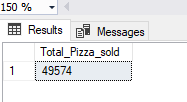 150 %
Results Messages
Total_Pizza_sold
1 49574